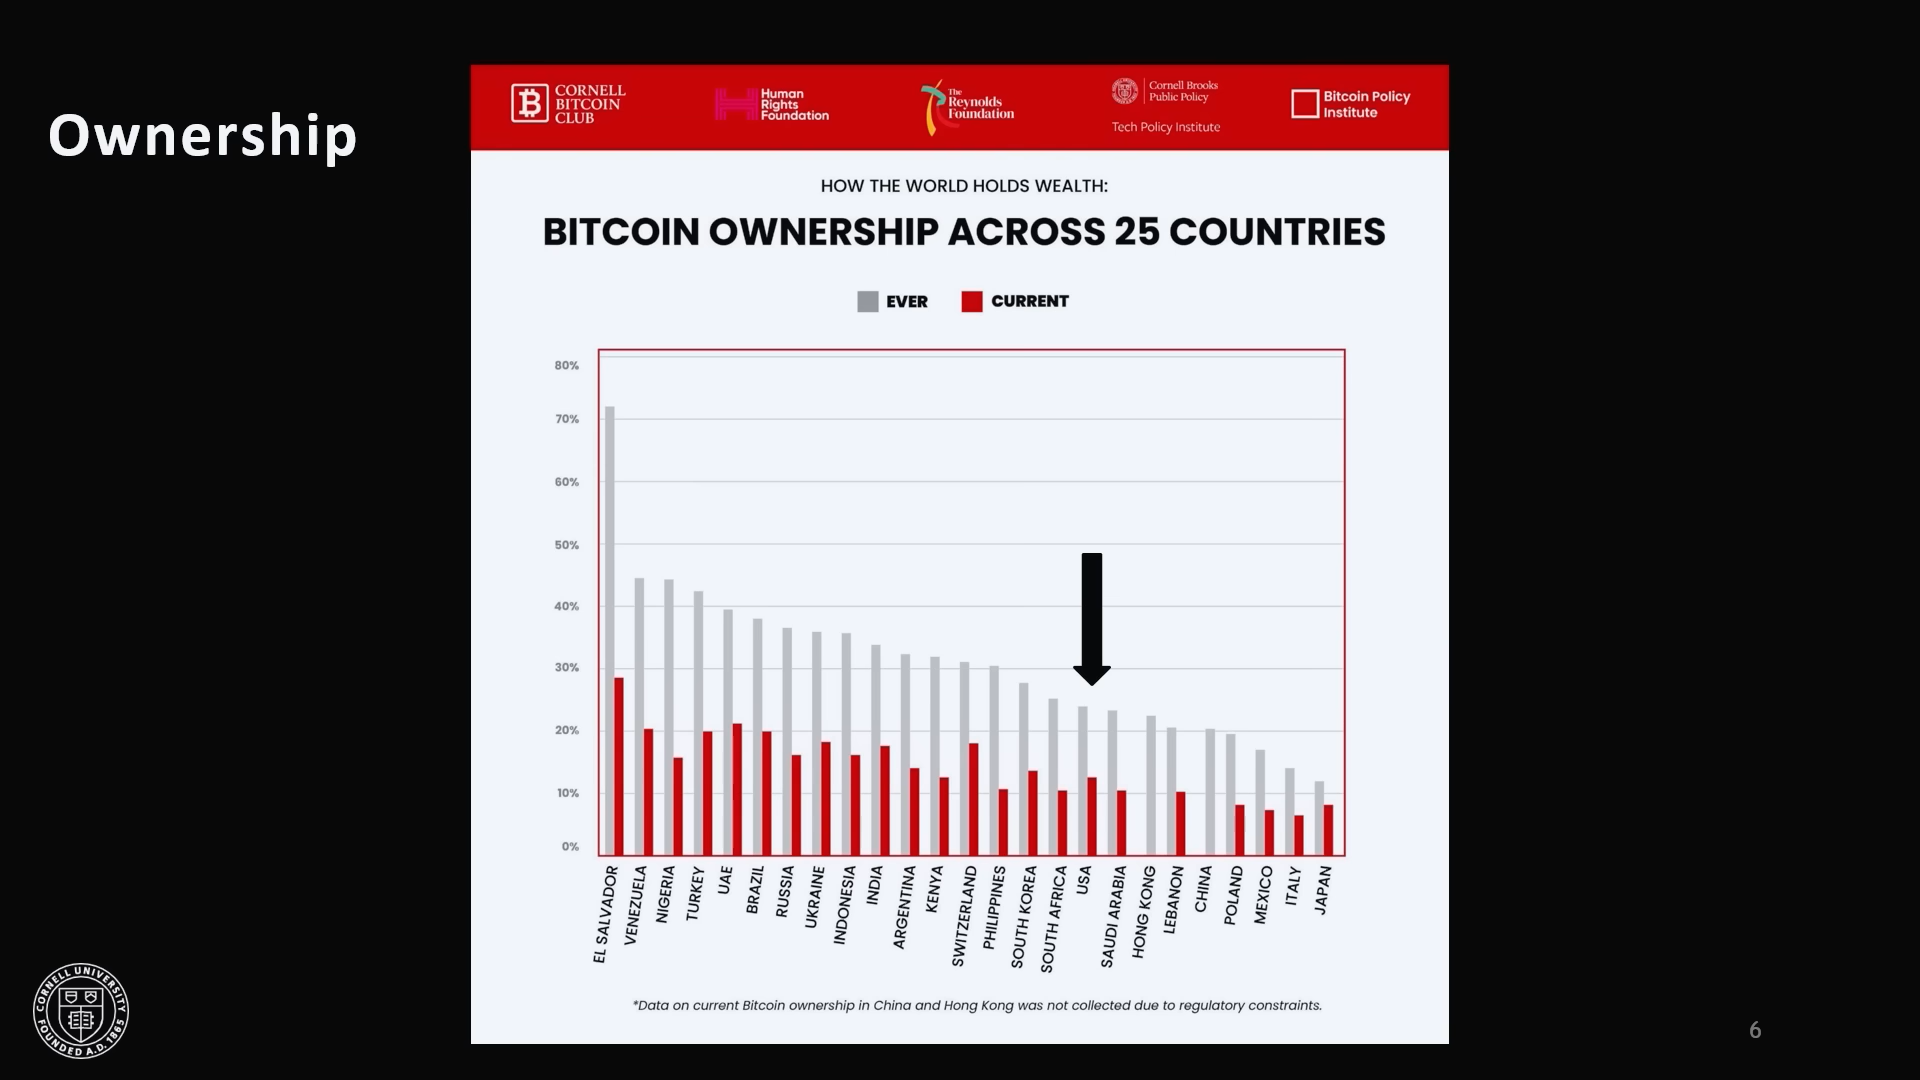 Ownership
CORNELL
BITCOIN
CLUB
Human
Rights
Foundation
The
Reynolds
Foundation
Cornell Brooks
Public Policy
Tech Policy Institute
Bitcoin Policy
Institute
HOW THE WORLD HOLDS WEALTH:
BITCOIN OWNERSHIP ACROSS 25 COUNTRIES
EVER CURRENT
80%
70%
60%
50%
40%
30%
20%
10%
0%
EL SALVADOR
VENEZUELA
NIGERIA
TURKEY
UAE
BRAZIL
RUSSIA
UKRAINE
INDONESIA
INDIA
ARGENTINA
KENYA
SWITZERLAND
PHILIPPINES
SOUTH KOREA
SOUTH AFRICA
USA
SAUDI ARABIA
HONG KONG
LEBANON
CHINA
POLAND
MEXICO
ITALY
JAPAN
*Data on current Bitcoin ownership in China and Hong Kong was not collected due to regulatory constraints.
CORNELL UNIVERSITY
FOUNDED A.D. 1865
6